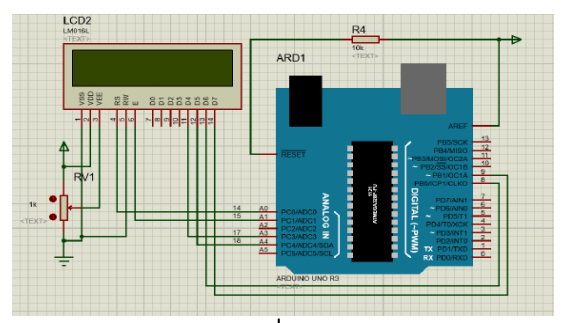 LCD2
LM016L
<TEXT>
VSS
VDD
VEE
RS
RW
E
D0
D1
D2
D3
D4
D5
D6
D7
1
2
3
4
5
6
7
8
9
10
11
12
13
14
RV1
1k
<TEXT>
R4
10k
<TEXT>
ARD1
RESET
AREF
13
PB5/SCK
12
PB4/MISO
11
~ PB3/MOSI/OC2A
10
~ PB2/SS/OC1B
9
~ PB1/OC1A
8
PB0/ICP1/CLKO
7
PD7/AIN1
6
~ PD6/AIN0
5
~ PD5/T1
4
PD4/T0/XCK
3
~ PD3/INT1
2
PD2/INT0
1
TX PD1/TXD
0
RX PD0/RXD
DIGITAL (~PWM)
ANALOG IN
ATMEGA328P-PU
1121
14 A0 PC0/ADC0
15 A1 PC1/ADC1
A2 PC2/ADC2
17 A3 PC3/ADC3
18 A4 PC4/ADC4/SDA
A5 PC5/ADC5/SCL
ARDUINO UNO R3
<TEXT>